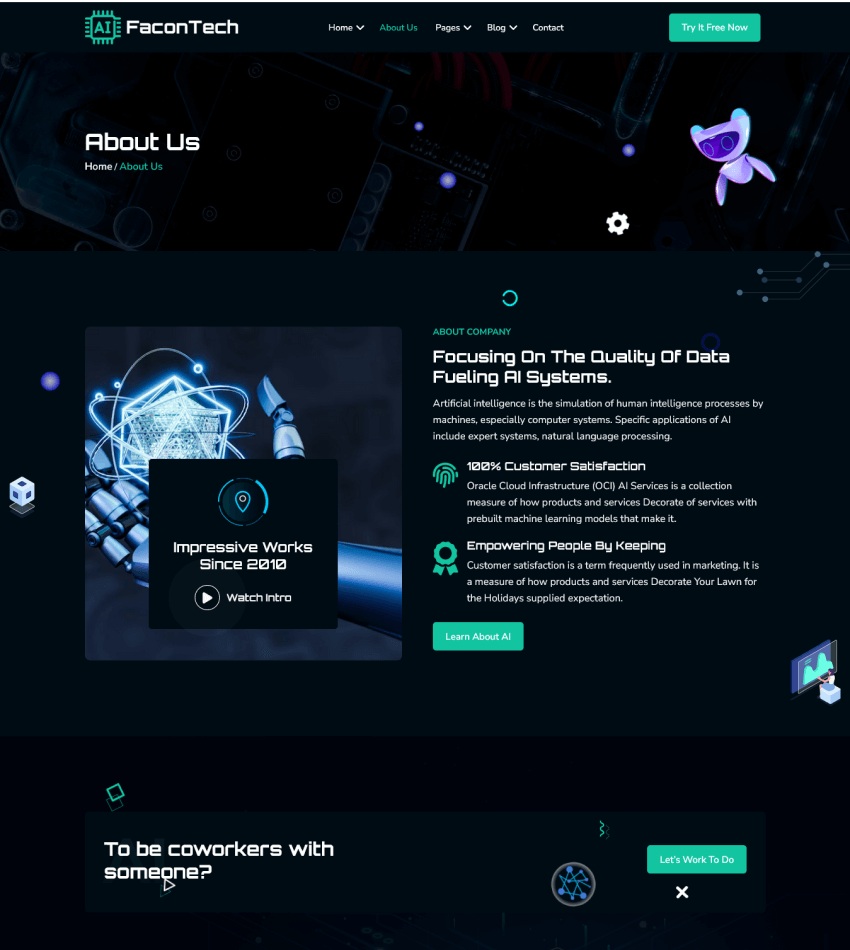 AI FaconTech
Home About Us Pages Blog Contact
Try It Free Now
About Us
Home / About Us
ABOUT COMPANY
Focusing On The Quality Of Data
Fueling AI Systems.
Artificial intelligence is the simulation of human intelligence processes by
machines, especially computer systems. Specific applications of AI
include expert systems, natural language processing.
100% Customer Satisfaction
Oracle Cloud Infrastructure (OCI) AI Services is a collection
measure of how products and services Decorate of services with
prebuilt machine learning models that make it.
Empowering People By Keeping
Customer satisfaction is a term frequently used in marketing. It is
a measure of how products and services Decorate Your Lawn for
the Holidays supplied expectation.
Learn About AI
Impressive Works
Since 2010
Watch Intro
To be coworkers with
someone?
Let's Work To Do